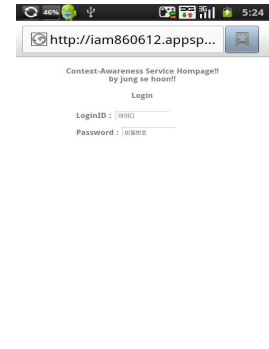 46%
5:24
http://iam860612.appsp...
Context-Awareness Service Hompage!!
by jung se hoon!!
Login
LoginID : 아이디
Password : 비밀번호